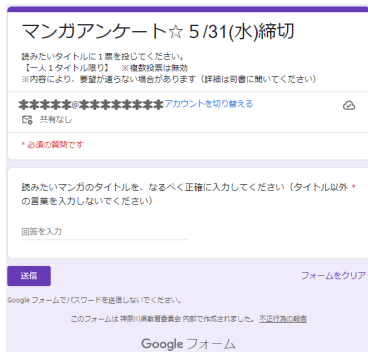 マンガアンケート☆５/31(水)締切
読みたいタイトルに１票を投じてください。
【一人１タイトル限り】　※複数投票は無効
※内容により、要望が通らない場合があります（詳細は司書に聞いてください）
✱✱✱✱✱@✱✱✱✱✱✱✱✱✱ アカウントを切り替える
共有なし
* 必須の質問です
読みたいマンガのタイトルを、なるべく正確に入力してください（タイトル以外 *
の言葉を入力しないでください）
回答を入力
送信 フォームをクリア
Google フォームでパスワードを送信しないでください。
このフォームは 神奈川県教育委員会 内部で作成されました。 不正行為の報告
Google フォーム